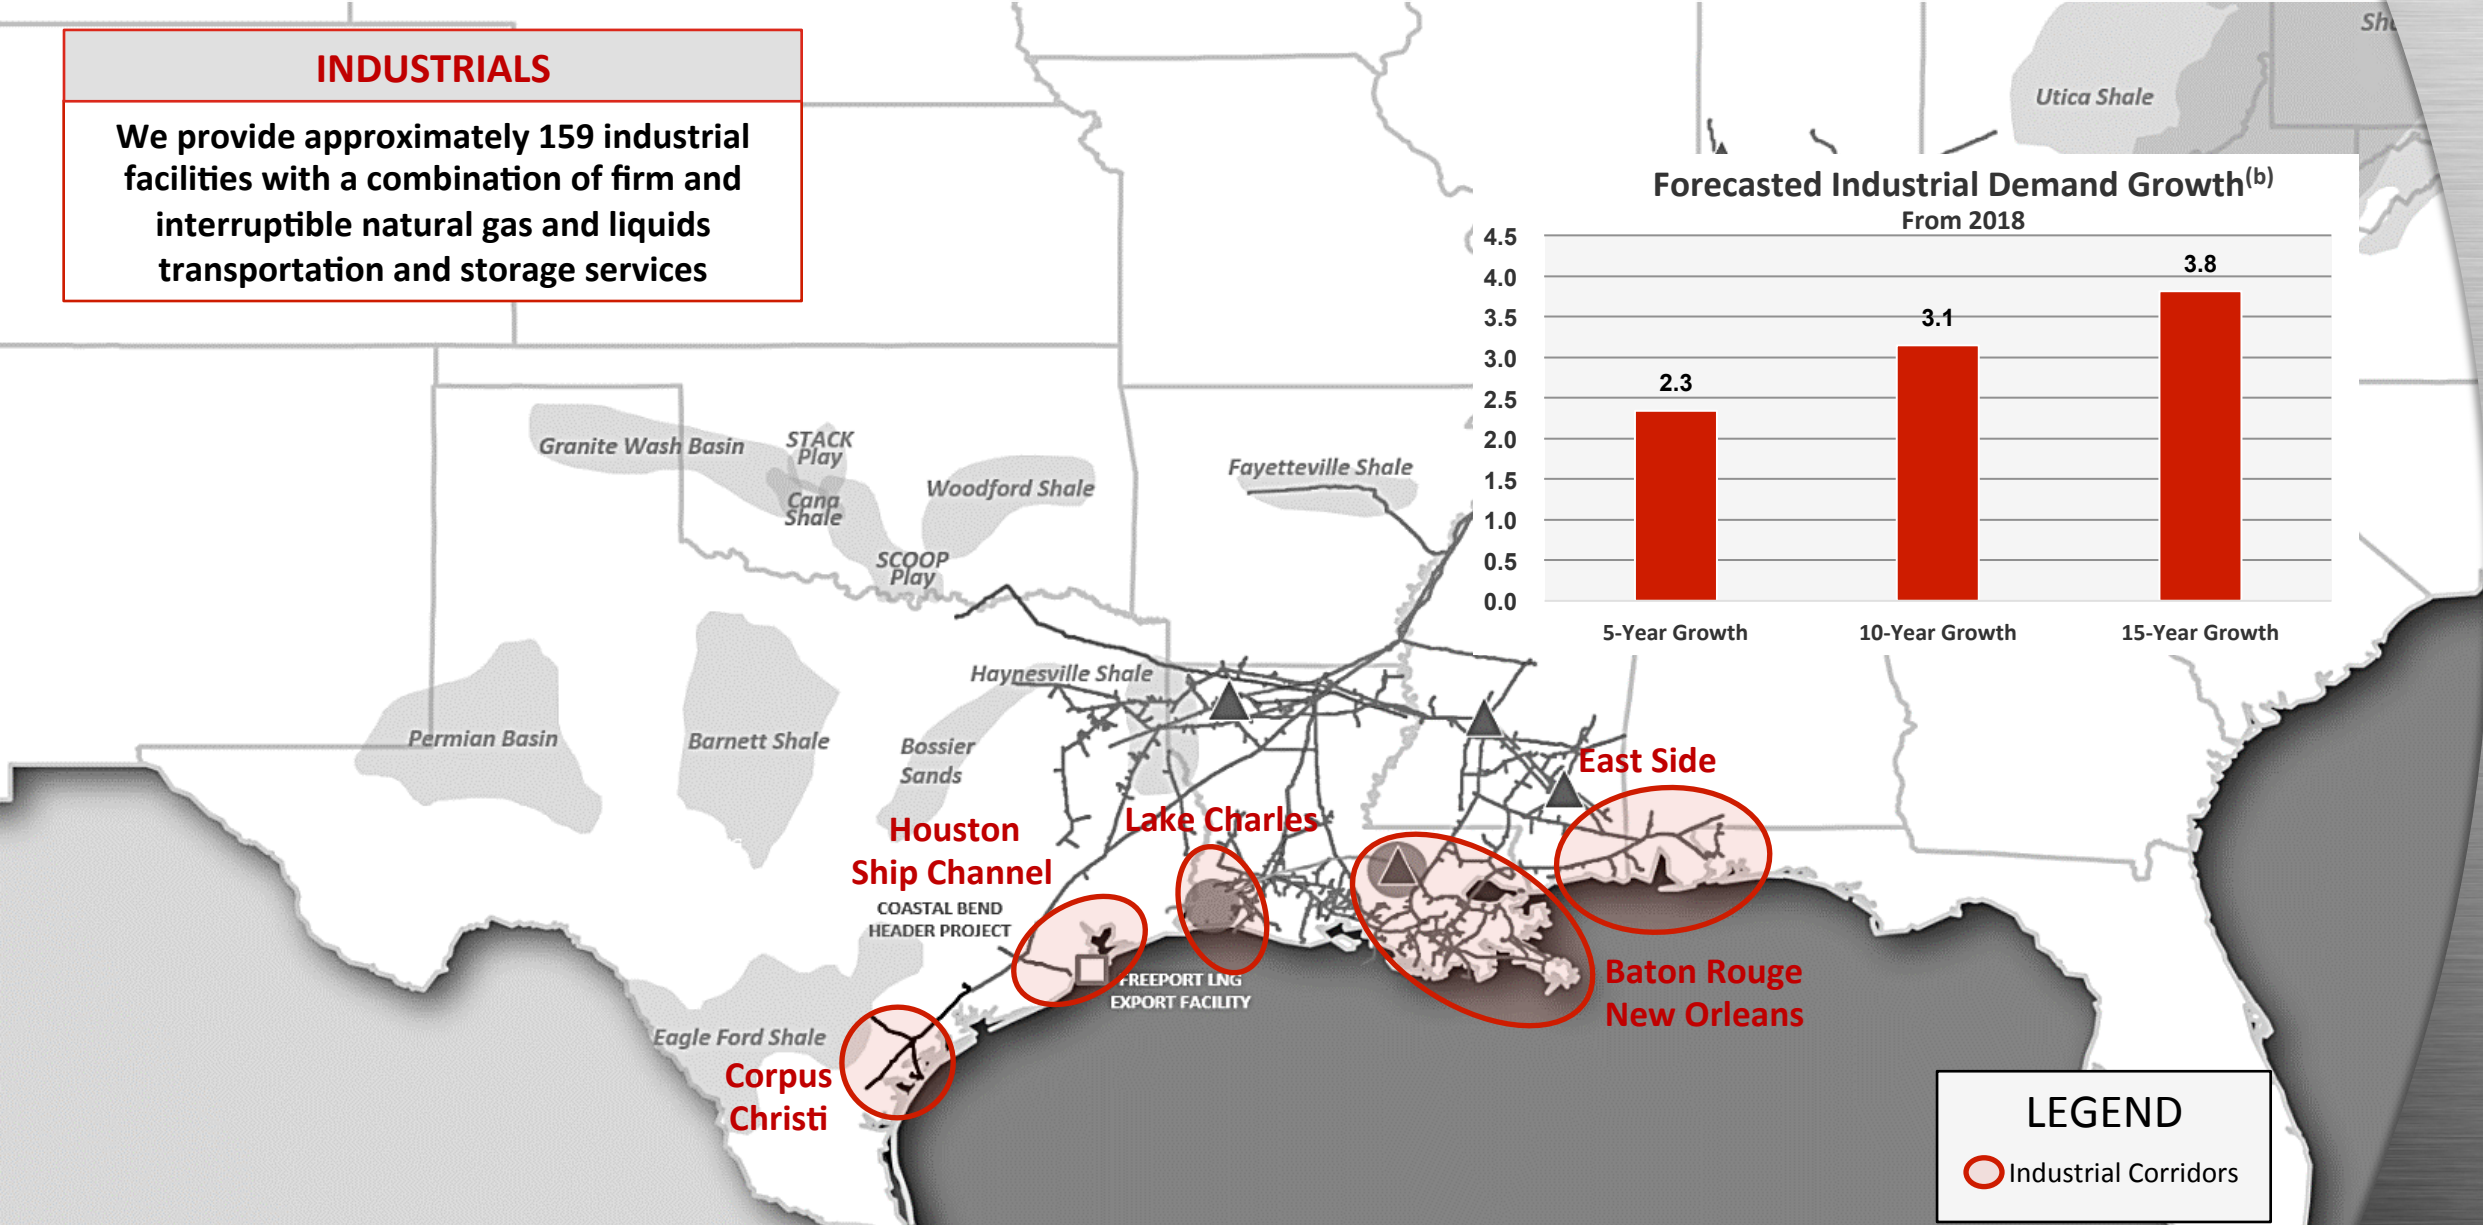 INDUSTRIALS
We provide approximately 159 industrial
facilities with a combination of firm and
interruptible natural gas and liquids
transportation and storage services
Utica Shale
Forecasted Industrial Demand Growth(b)
From 2018
4.5
4.0
3.5
3.0
2.5
2.0
1.5
1.0
0.5
0.0
2.3
3.1
3.8
5-Year Growth
10-Year Growth
15-Year Growth
Granite Wash Basin
STACK
Play
Cana
Shale
Woodford Shale
SCOOP
Play
Fayetteville Shale
Haynesville Shale
Permian Basin
Barnett Shale
Bossier
Sands
East Side
Lake Charles
Houston
Ship Channel
COASTAL BEND
HEADER PROJECT
FREEPORT LNG
EXPORT FACILITY
Baton Rouge
New Orleans
Eagle Ford Shale
Corpus
Christi
LEGEND
Industrial Corridors